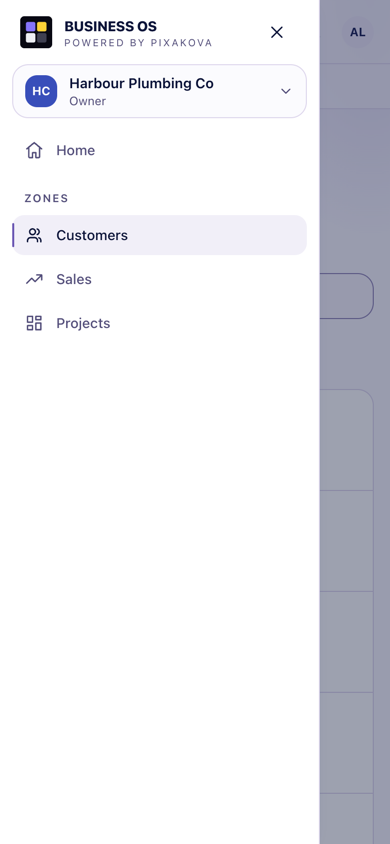 BUSINESS OS
POWERED BY PIXAKOVA
AL
HC
Harbour Plumbing Co
Owner
Home
ZONES
Customers
Sales
Projects